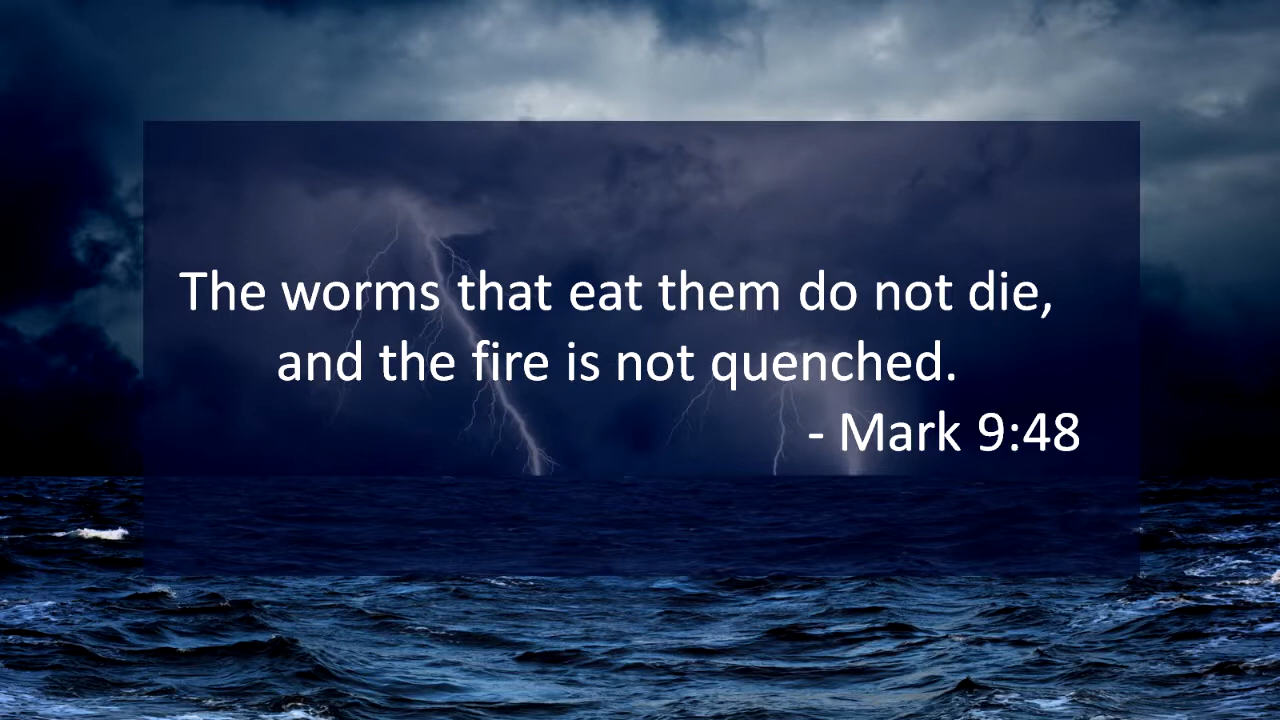 The worms that eat them do not die,
and the fire is not quenched.
- Mark 9:48